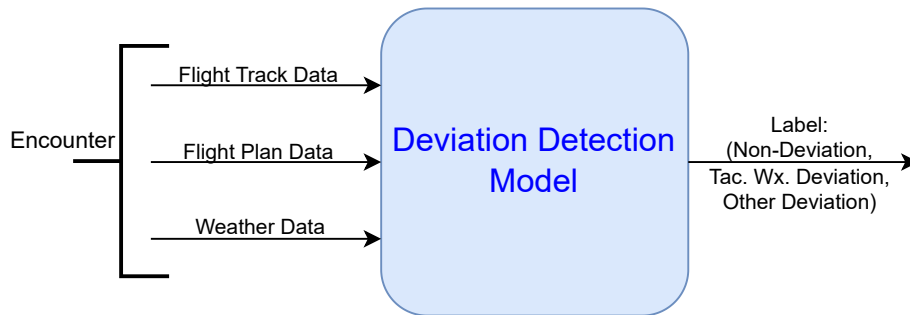 Encounter
Flight Track Data
Flight Plan Data
Weather Data
Deviation Detection
Model
Label:
(Non-Deviation,
Tac. Wx. Deviation,
Other Deviation)